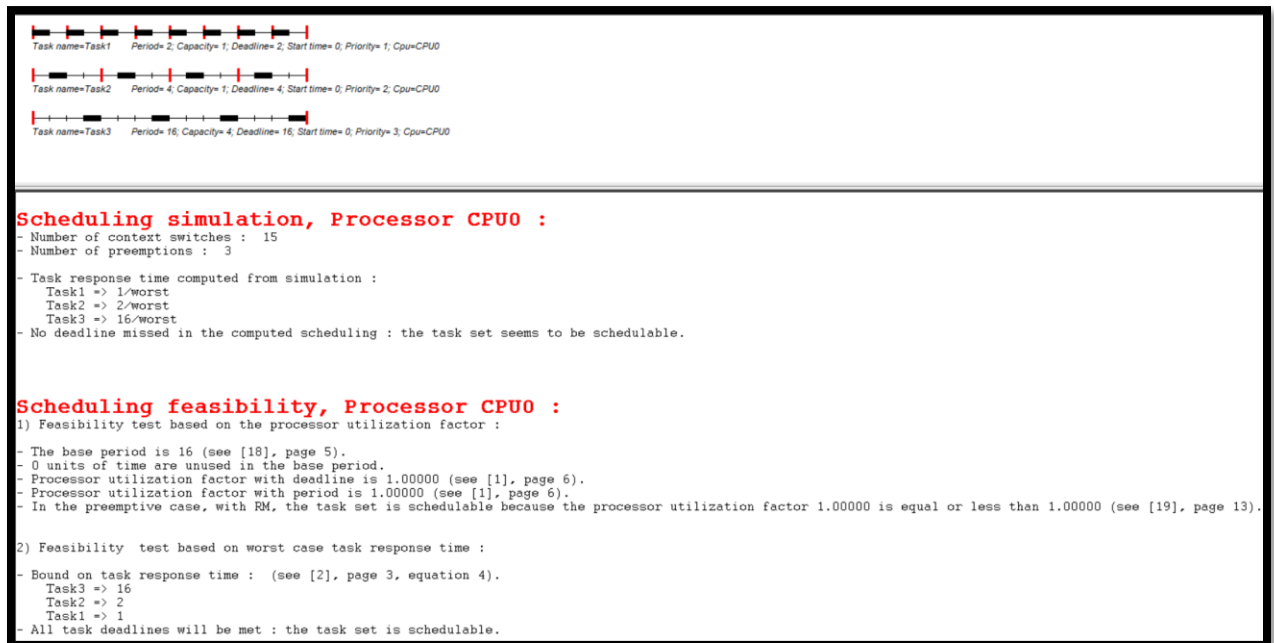 Task name=Task1 Period= 2; Capacity= 1; Deadline= 2; Start time= 0; Priority= 1; Cpu=CPU0
Task name=Task2 Period= 4; Capacity= 1; Deadline= 4; Start time= 0; Priority= 2; Cpu=CPU0
Task name=Task3 Period= 16; Capacity= 4; Deadline= 16; Start time= 0; Priority= 3; Cpu=CPU0
Scheduling simulation, Processor CPU0 :
- Number of context switches : 15
- Number of preemptions : 3
- Task response time computed from simulation :
Task1 => 1/worst
Task2 => 2/worst
Task3 => 16/worst
- No deadline missed in the computed scheduling : the task set seems to be schedulable.
Scheduling feasibility, Processor CPU0 :
1) Feasibility test based on the processor utilization factor :
- The base period is 16 (see [18], page 5).
- 0 units of time are unused in the base period.
- Processor utilization factor with deadline is 1.00000 (see [1], page 6).
- Processor utilization factor with period is 1.00000 (see [1], page 6).
- In the preemptive case, with RM, the task set is schedulable because the processor utilization factor 1.00000 is equal or less than 1.00000 (see [19], page 13).
2) Feasibility test based on worst case task response time :
- Bound on task response time : (see [2], page 3, equation 4).
Task3 => 16
Task2 => 2
Task1 => 1
- All task deadlines will be met : the task set is schedulable.